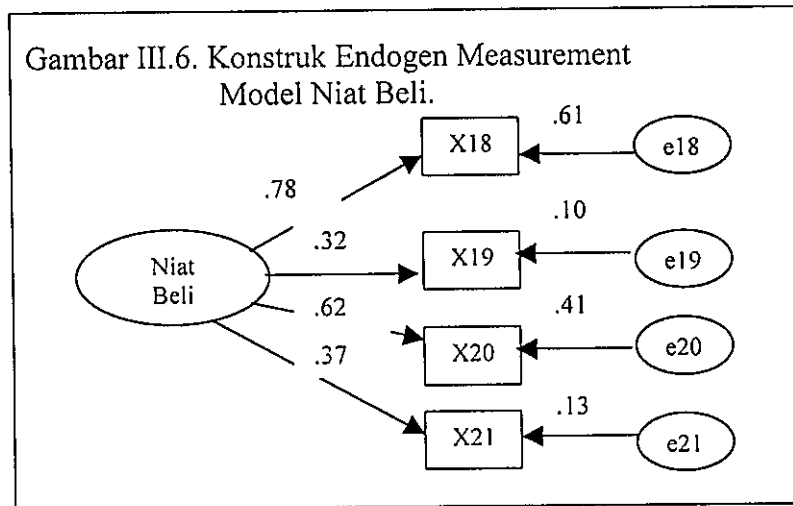 Gambar III.6. Konstruk Endogen Measurement
Model Niat Beli.
.61
X18
e18
.78
.10
.32
X19
e19
Niat
Beli
.62
.41
X20
e20
.37
.13
X21
e21